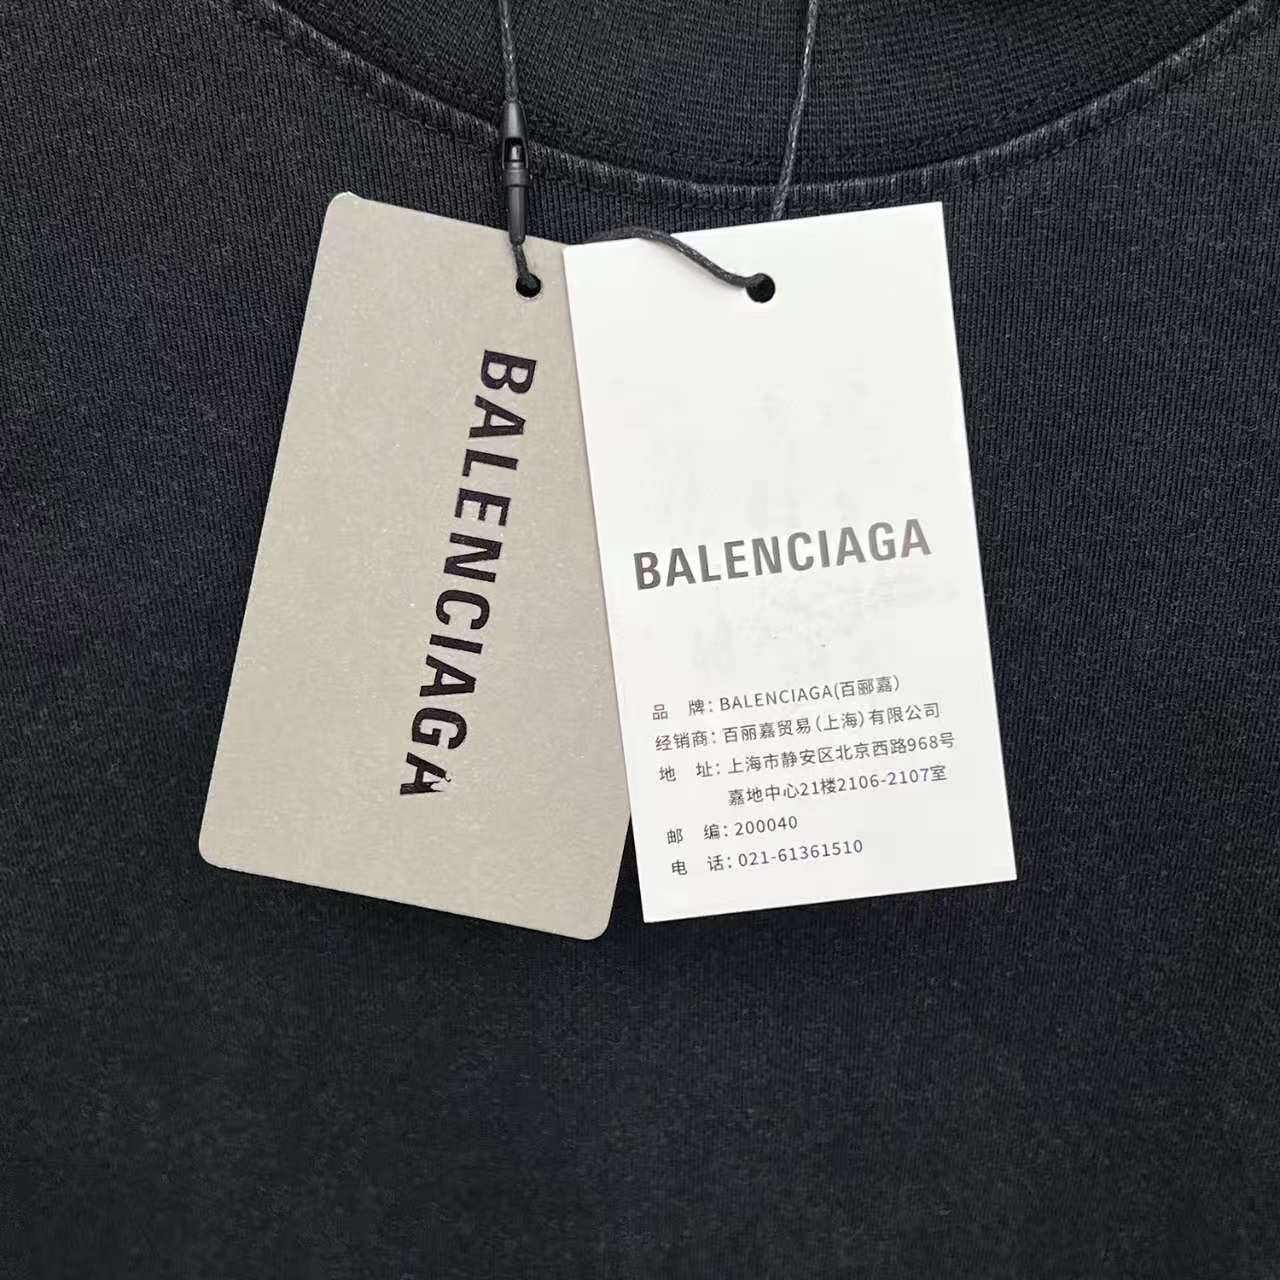 BALENCIAGA
BALENCIAGA
品 牌：BALENCIAGA(百郦嘉)
经销商：百丽嘉贸易(上海)有限公司
地 址：上海市静安区北京西路968号
嘉地中心21楼2106-2107室
邮 编：200040
电 话：021-61361510